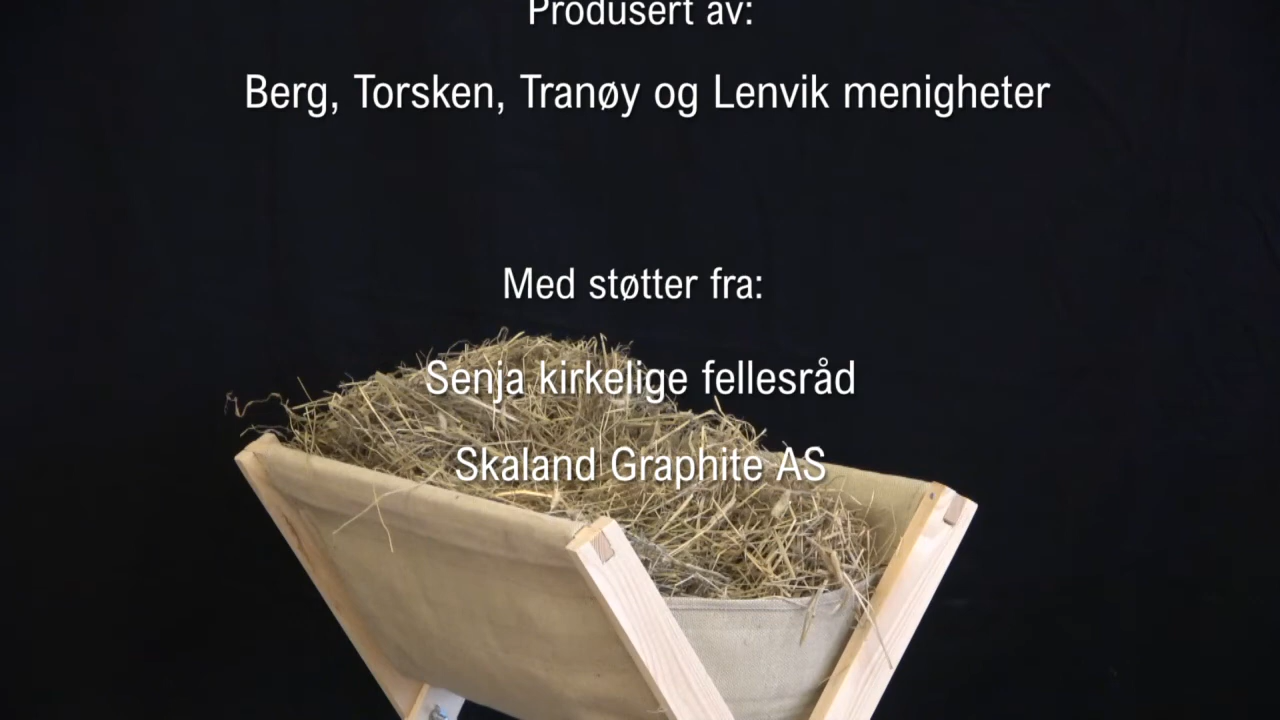 Produsert av:
Berg, Torsken, Tranøy og Lenvik menigheter
Med støtter fra:
Senja kirkelige fellesråd
Skaland Graphite AS